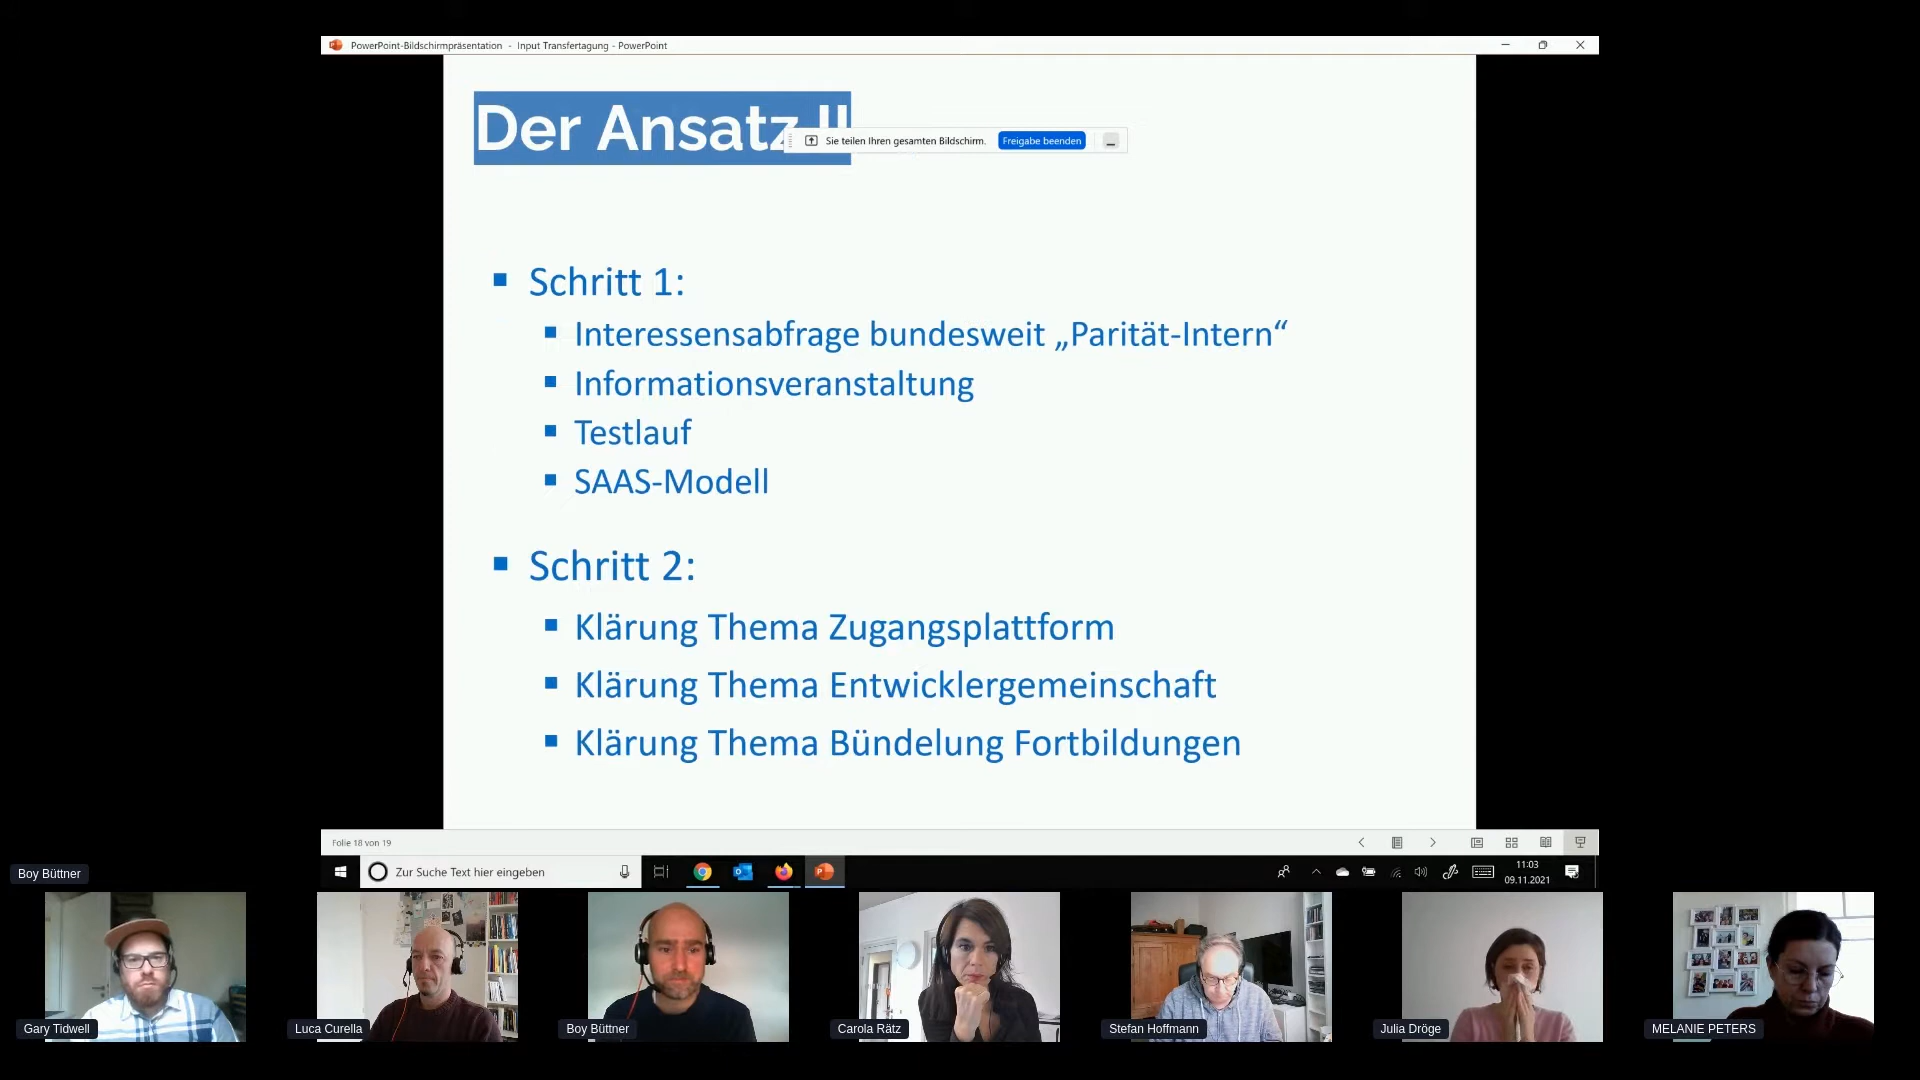 PowerPoint-Bildschirmpräsentation - Input Transfertagung - PowerPoint
Der Ansatz II
Sie teilen Ihren gesamten Bildschirm. Freigabe beenden
Schritt 1:
Interessensabfrage bundesweit „Parität-Intern“
Informationsveranstaltung
Testlauf
SAAS-Modell
Schritt 2:
Klärung Thema Zugangsplattform
Klärung Thema Entwicklergemeinschaft
Klärung Thema Bündelung Fortbildungen
Folie 18 von 19
Zur Suche Text hier eingeben
11:03
09.11.2021
Boy Büttner
Gary Tidwell
Luca Curella
Boy Büttner
Carola Rätz
Stefan Hoffmann
Julia Dröge
MELANIE PETERS